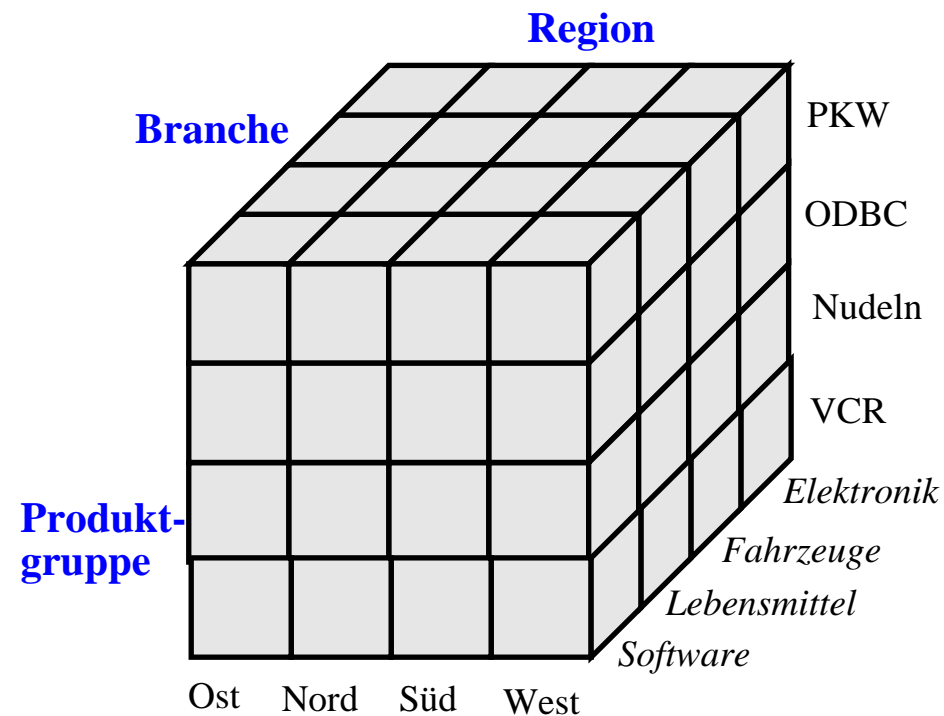 Region
Branche
PKW
ODBC
Nudeln
VCR
Produkt-
gruppe
Elektronik
Fahrzeuge
Lebensmittel
Software
Ost Nord Süd West